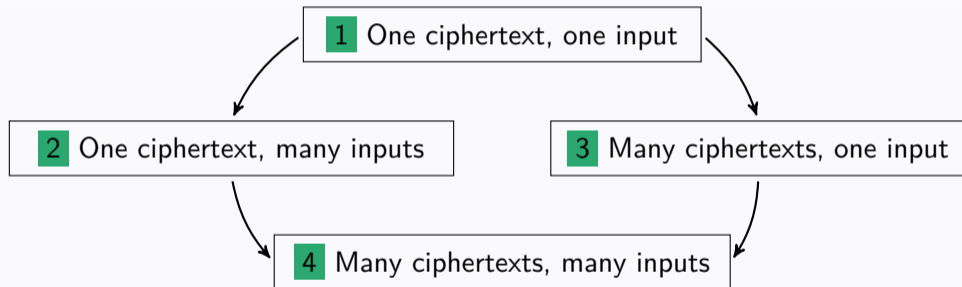 1 One ciphertext, one input
2 One ciphertext, many inputs
3 Many ciphertexts, one input
4 Many ciphertexts, many inputs